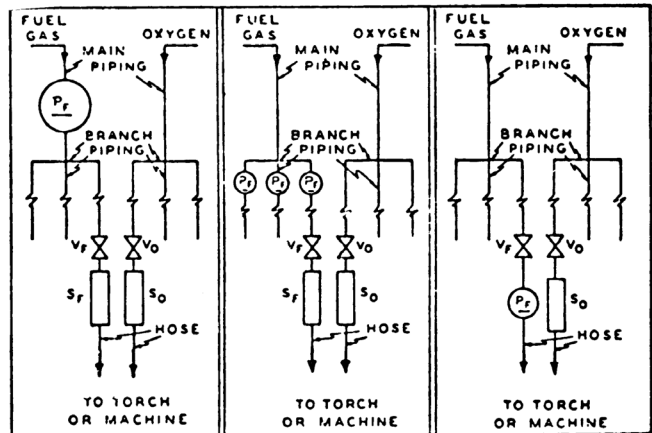 FUEL GAS
OXYGEN
MAIN PIPING
PF
BRANCH PIPING
VF VO
SF SO
HOSE
TO TORCH
OR MACHINE
FUEL GAS
OXYGEN
MAIN PIPING
BRANCH PIPING
PF PF PF
VF VO
SF SO
HOSE
TO TORCH
OR MACHINE
FUEL GAS
OXYGEN
MAIN PIPING
BRANCH PIPING
VF VO
PF SO
HOSE
TO TORCH
OR MACHINE